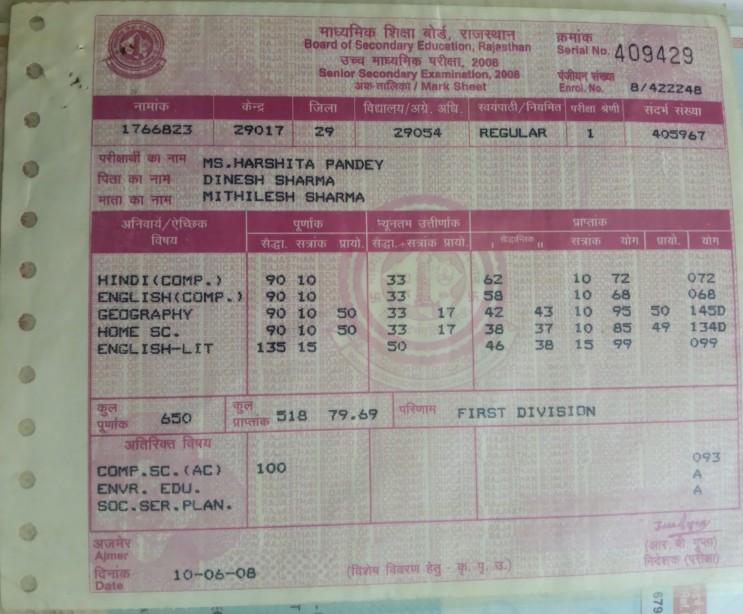 माध्यमिक शिक्षा बोर्ड, राजस्थान
Board of Secondary Education, Rajasthan
उच्च माध्यमिक परीक्षा, 2008
Senior Secondary Examination, 2008
अंक-तालिका / Mark Sheet
क्रमांक
Serial No. 409429
पंजीयन संख्या
Enrol. No. 8/422248
नामांक केन्द्र जिला विद्यालय/अग्रे. अधि. स्वयंपाठी/नियमित परीक्षा श्रेणी सदर्भ संख्या
1766823 29017 29 29054 REGULAR 1 405967
परीक्षार्थी का नाम MS.HARSHITA PANDEY
पिता का नाम DINESH SHARMA
माता का नाम MITHILESH SHARMA
अनिवार्य/ऐच्छिक विषय पूर्णांक न्यूनतम उत्तीर्णांक प्राप्तांक
सैद्धा. सत्रांक प्रायो. सैद्धा.+सत्रांक प्रायो. । सैद्धान्तिक ॥ सत्रांक योग प्रायो. योग
HINDI(COMP.) 90 10 33 62 10 72 072
ENGLISH(COMP.) 90 10 33 58 10 68 068
GEOGRAPHY 90 10 50 33 17 42 43 10 95 50 145D
HOME SC. 90 10 50 33 17 38 37 10 85 49 134D
ENGLISH-LIT 135 15 50 46 38 15 99 099
कुल पूर्णांक 650 कुल प्राप्तांक 518 79.69 परिणाम FIRST DIVISION
अतिरिक्त विषय
COMP.SC.(AC) 100 093
ENVR. EDU. A
SOC.SER.PLAN. A
अजमेर
Ajmer
दिनांक
Date 10-06-08
(विशेष विवरण हेतु - कृ. पृ. उ.)
(आर. बी गुप्ता)
निदेशक (परीक्षा)